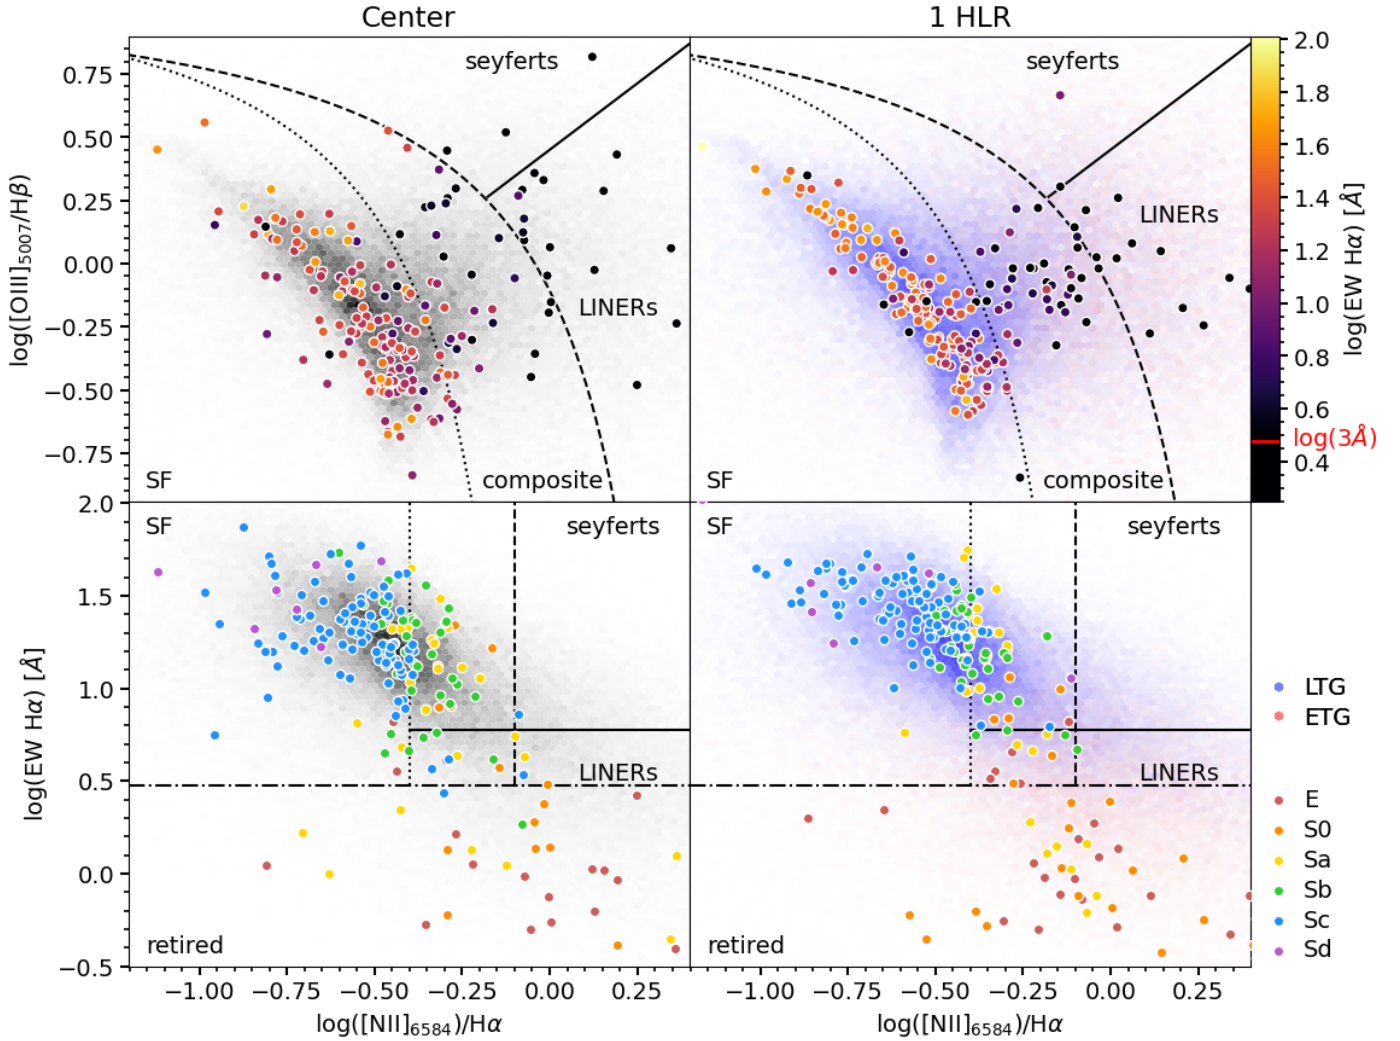 Center
1 HLR
seyferts
LINERs
SF
composite
seyferts
LINERs
SF
composite
0.75
0.50
0.25
0.00
−0.25
−0.50
−0.75
log([OIII]5007/Hβ)
2.0
1.8
1.6
1.4
1.2
1.0
0.8
0.6
log(3Å)
0.4
log(EW Hα) [Å]
SF
seyferts
LINERs
retired
SF
seyferts
LINERs
retired
2.0
1.5
1.0
0.5
0.0
−0.5
log(EW Hα) [Å]
LTG
ETG
E
S0
Sa
Sb
Sc
Sd
−1.00 −0.75 −0.50 −0.25 0.00 0.25
−1.00 −0.75 −0.50 −0.25 0.00 0.25
log([NII]6584)/Hα
log([NII]6584)/Hα